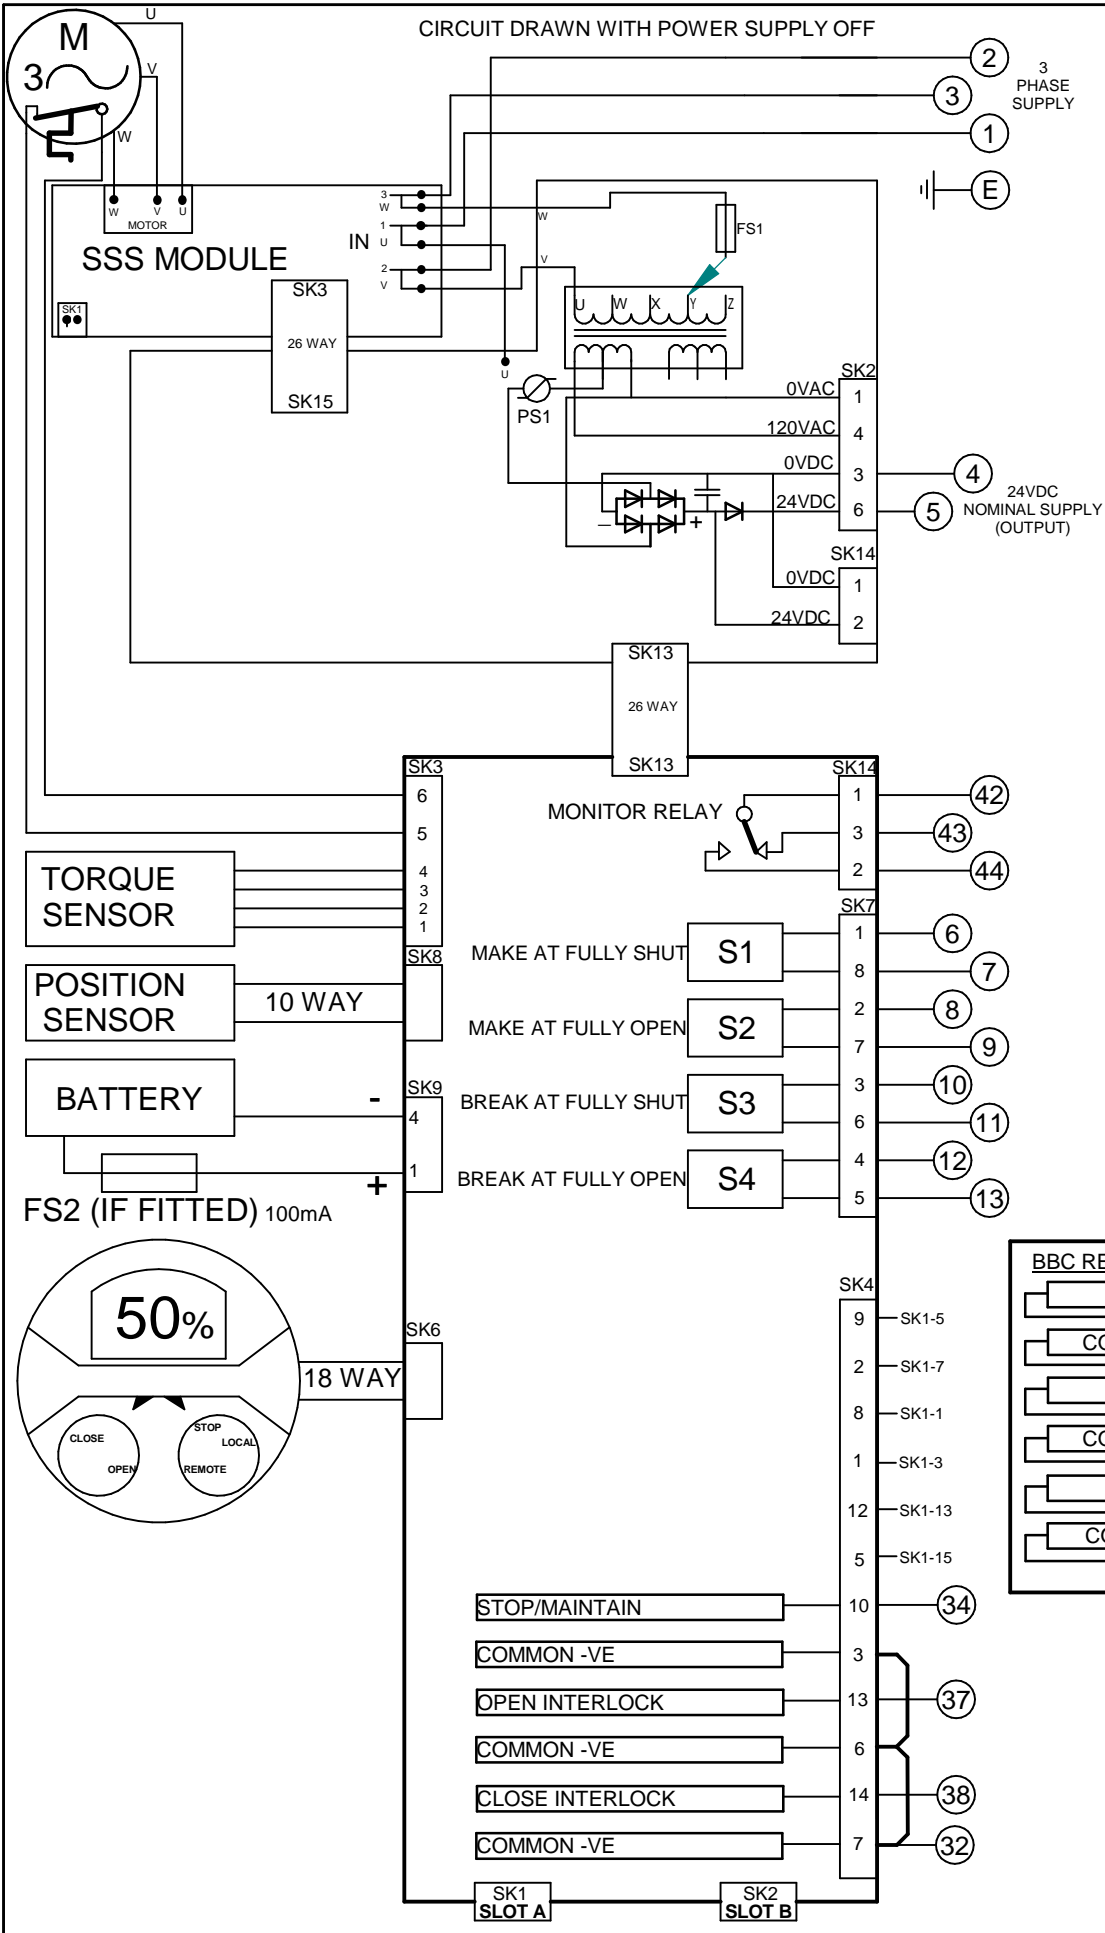 CIRCUIT DRAWN WITH POWER SUPPLY OFF
U
M
3
V
W
2
3
PHASE
SUPPLY
3
1
E
W V U
MOTOR
SSS MODULE
IN
3
W
1
U
2
V
W
V
FS1
SK1
SK3
26 WAY
SK15
U W X Y Z
U
PS1
SK2
0VAC 1
120VAC 4
0VDC 3
24VDC 6
4
5
24VDC
NOMINAL SUPPLY
(OUTPUT)
+
SK14
0VDC 1
24VDC 2
SK13
26 WAY
SK13
SK3
6
5
4
3
2
1
TORQUE
SENSOR
MONITOR RELAY
SK14
1 42
3 43
2 44
SK8
POSITION
SENSOR
10 WAY
SK7
MAKE AT FULLY SHUT S1 1 6
8 7
MAKE AT FULLY OPEN S2 2 8
7 9
BREAK AT FULLY SHUT S3 3 10
6 11
BREAK AT FULLY OPEN S4 4 12
5 13
BATTERY
SK9
- 4
+ 1
FS2 (IF FITTED) 100mA
50%
SK6
18 WAY
CLOSE
OPEN
STOP
LOCAL
REMOTE
SK4
9 SK1-5
2 SK1-7
8 SK1-1
1 SK1-3
12 SK1-13
5 SK1-15
STOP/MAINTAIN 10 34
COMMON -VE 3
OPEN INTERLOCK 13 37
COMMON -VE 6
CLOSE INTERLOCK 14 38
COMMON -VE 7 32
SK1
SLOT A
SK2
SLOT B
BBC